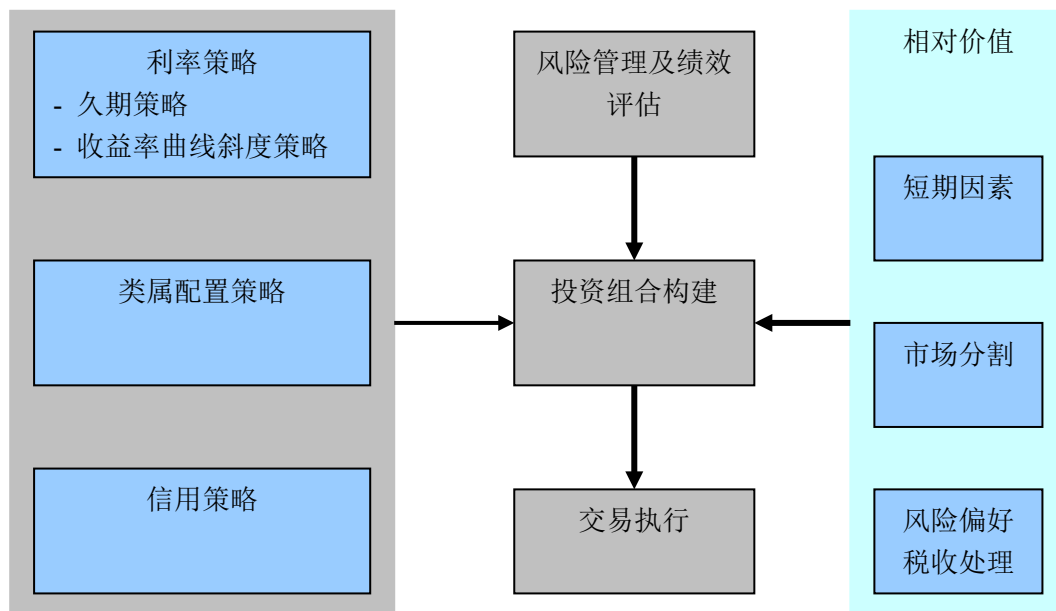 利率策略
- 久期策略
- 收益率曲线斜度策略
类属配置策略
信用策略
风险管理及绩效
评估
投资组合构建
交易执行
相对价值
短期因素
市场分割
风险偏好
税收处理